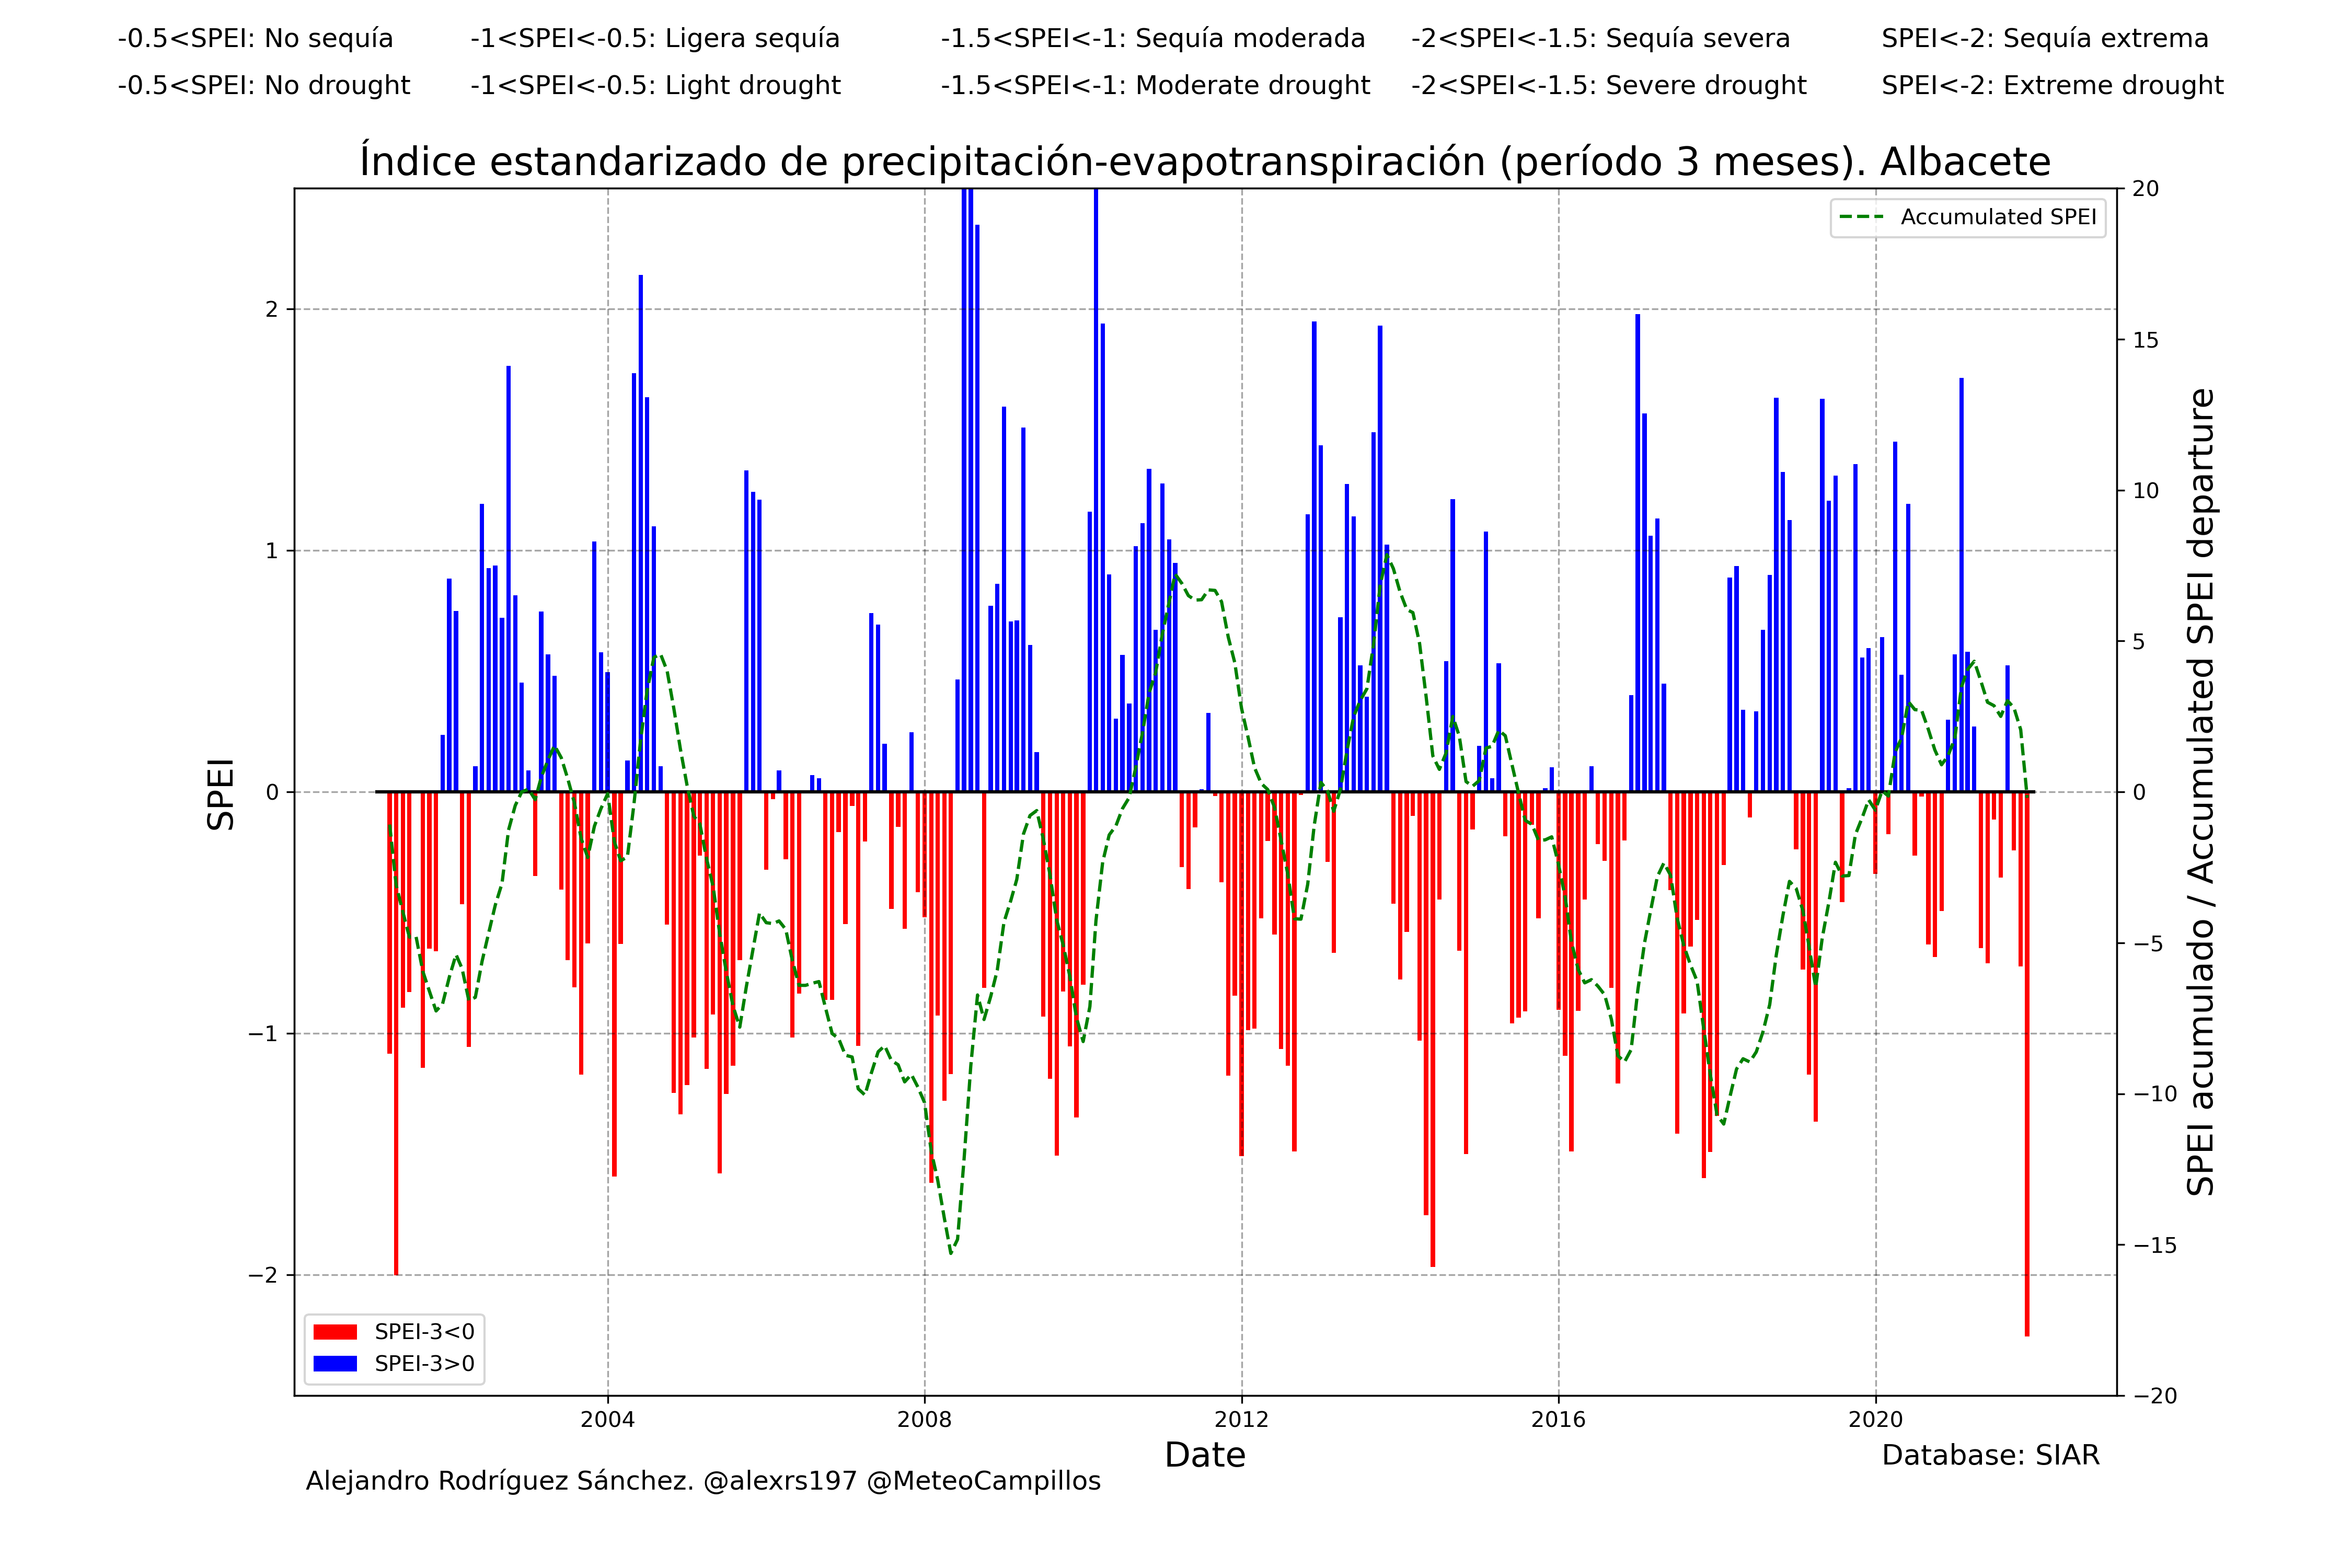 -0.5<SPEI: No sequía -1<SPEI<-0.5: Ligera sequía -1.5<SPEI<-1: Sequía moderada -2<SPEI<-1.5: Sequía severa SPEI<-2: Sequía extrema
-0.5<SPEI: No drought -1<SPEI<-0.5: Light drought -1.5<SPEI<-1: Moderate drought -2<SPEI<-1.5: Severe drought SPEI<-2: Extreme drought
Índice estandarizado de precipitación-evapotranspiración (período 3 meses). Albacete
Accumulated SPEI
SPEI
2
1
0
−1
−2
20
15
10
5
0
−5
−10
−15
−20
SPEI acumulado / Accumulated SPEI departure
SPEI-3<0
SPEI-3>0
2004 2008 2012 2016 2020
Date
Database: SIAR
Alejandro Rodríguez Sánchez. @alexrs197 @MeteoCampillos